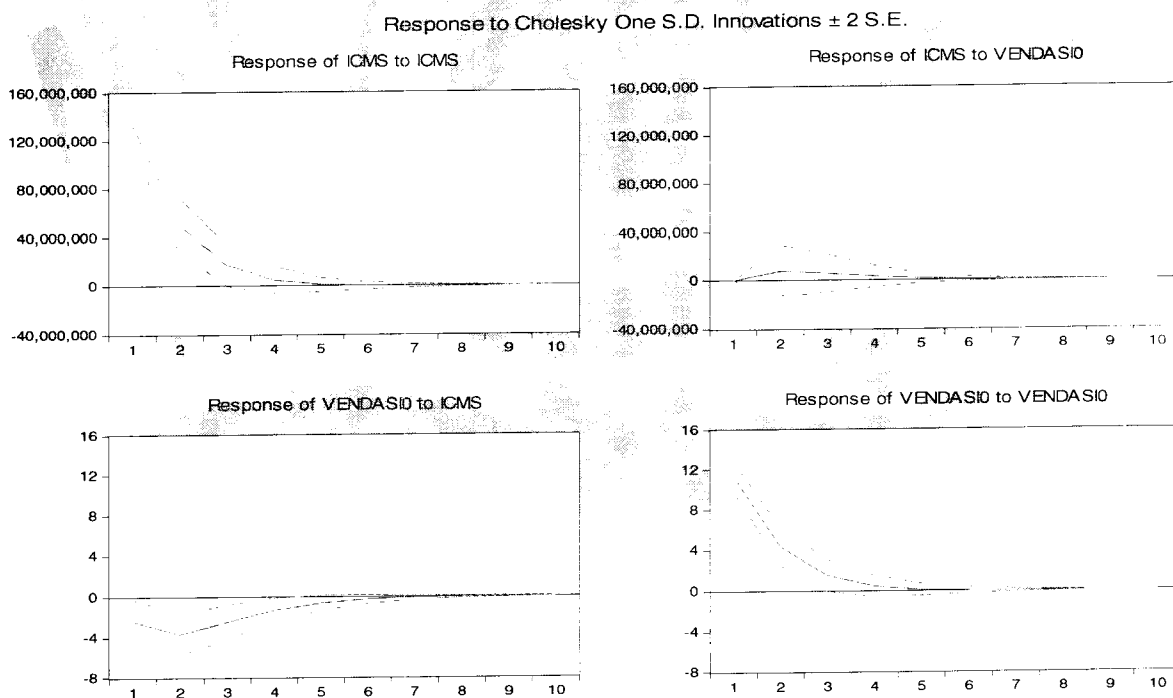 Response to Cholesky One S.D. Innovations ± 2 S.E.
Response of ICMS to ICMS
160,000,000
120,000,000
80,000,000
40,000,000
0
-40,000,000
1 2 3 4 5 6 7 8 9 10
Response of ICMS to VENDASI0
160,000,000
120,000,000
80,000,000
40,000,000
0
-40,000,000
1 2 3 4 5 6 7 8 9 10
Response of VENDASI0 to ICMS
16
12
8
4
0
-4
-8
1 2 3 4 5 6 7 8 9 10
Response of VENDASI0 to VENDASI0
16
12
8
4
0
-4
-8
1 2 3 4 5 6 7 8 9 10